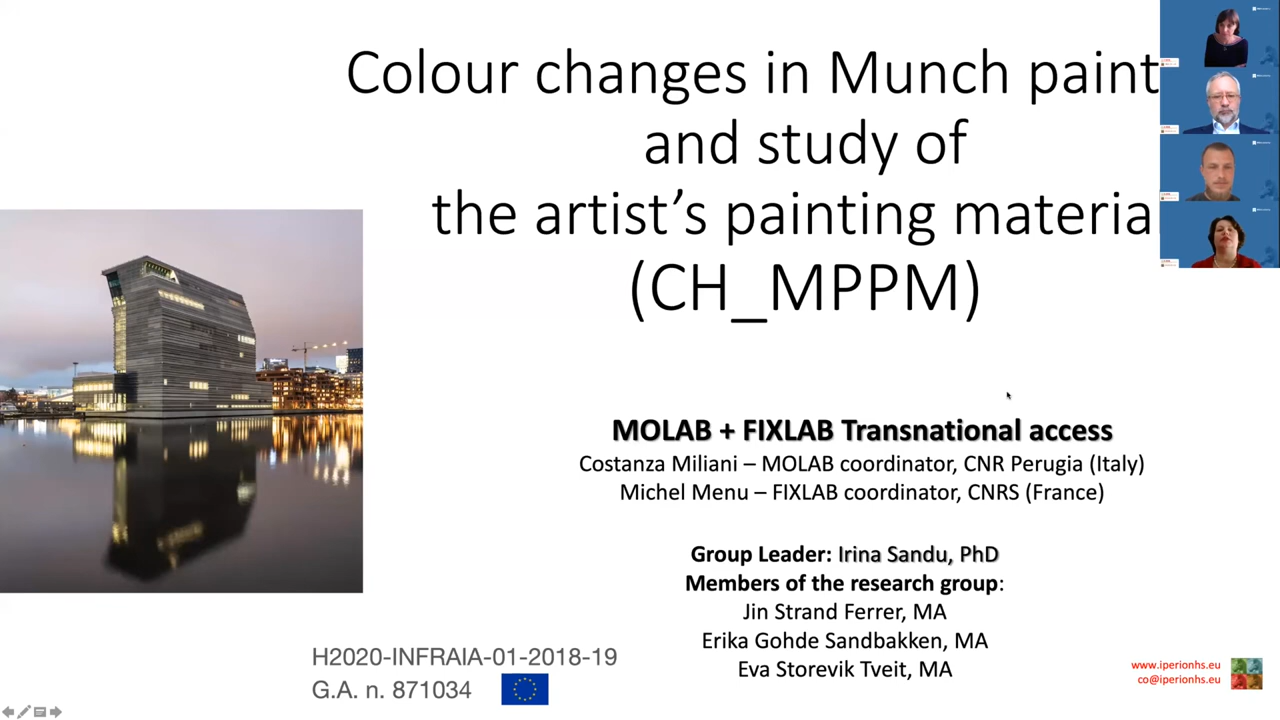 Colour changes in Munch paint
and study of
the artist's painting materia
(CH_MPPM)
MOLAB + FIXLAB Transnational access
Costanza Miliani – MOLAB coordinator, CNR Perugia (Italy)
Michel Menu – FIXLAB coordinator, CNRS (France)
Group Leader: Irina Sandu, PhD
Members of the research group:
Jin Strand Ferrer, MA
Erika Gohde Sandbakken, MA
Eva Storevik Tveit, MA
H2020-INFRAIA-01-2018-19
G.A. n. 871034
www.iperionhs.eu
co@iperionhs.eu